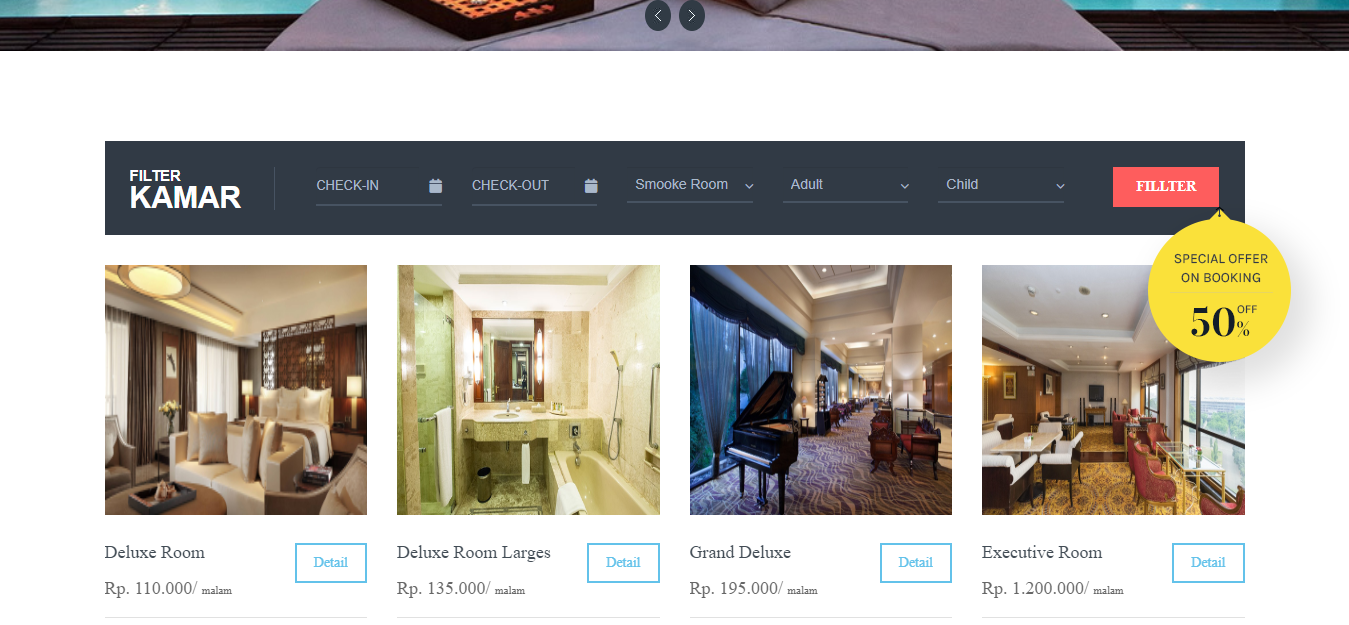 FILTER
KAMAR
CHECK-IN
CHECK-OUT
Smooke Room
Adult
Child
FILLTER
SPECIAL OFFER
ON BOOKING
50% OFF
Deluxe Room
Detail
Rp. 110.000/ malam
Deluxe Room Larges
Detail
Rp. 135.000/ malam
Grand Deluxe
Detail
Rp. 195.000/ malam
Executive Room
Detail
Rp. 1.200.000/ malam